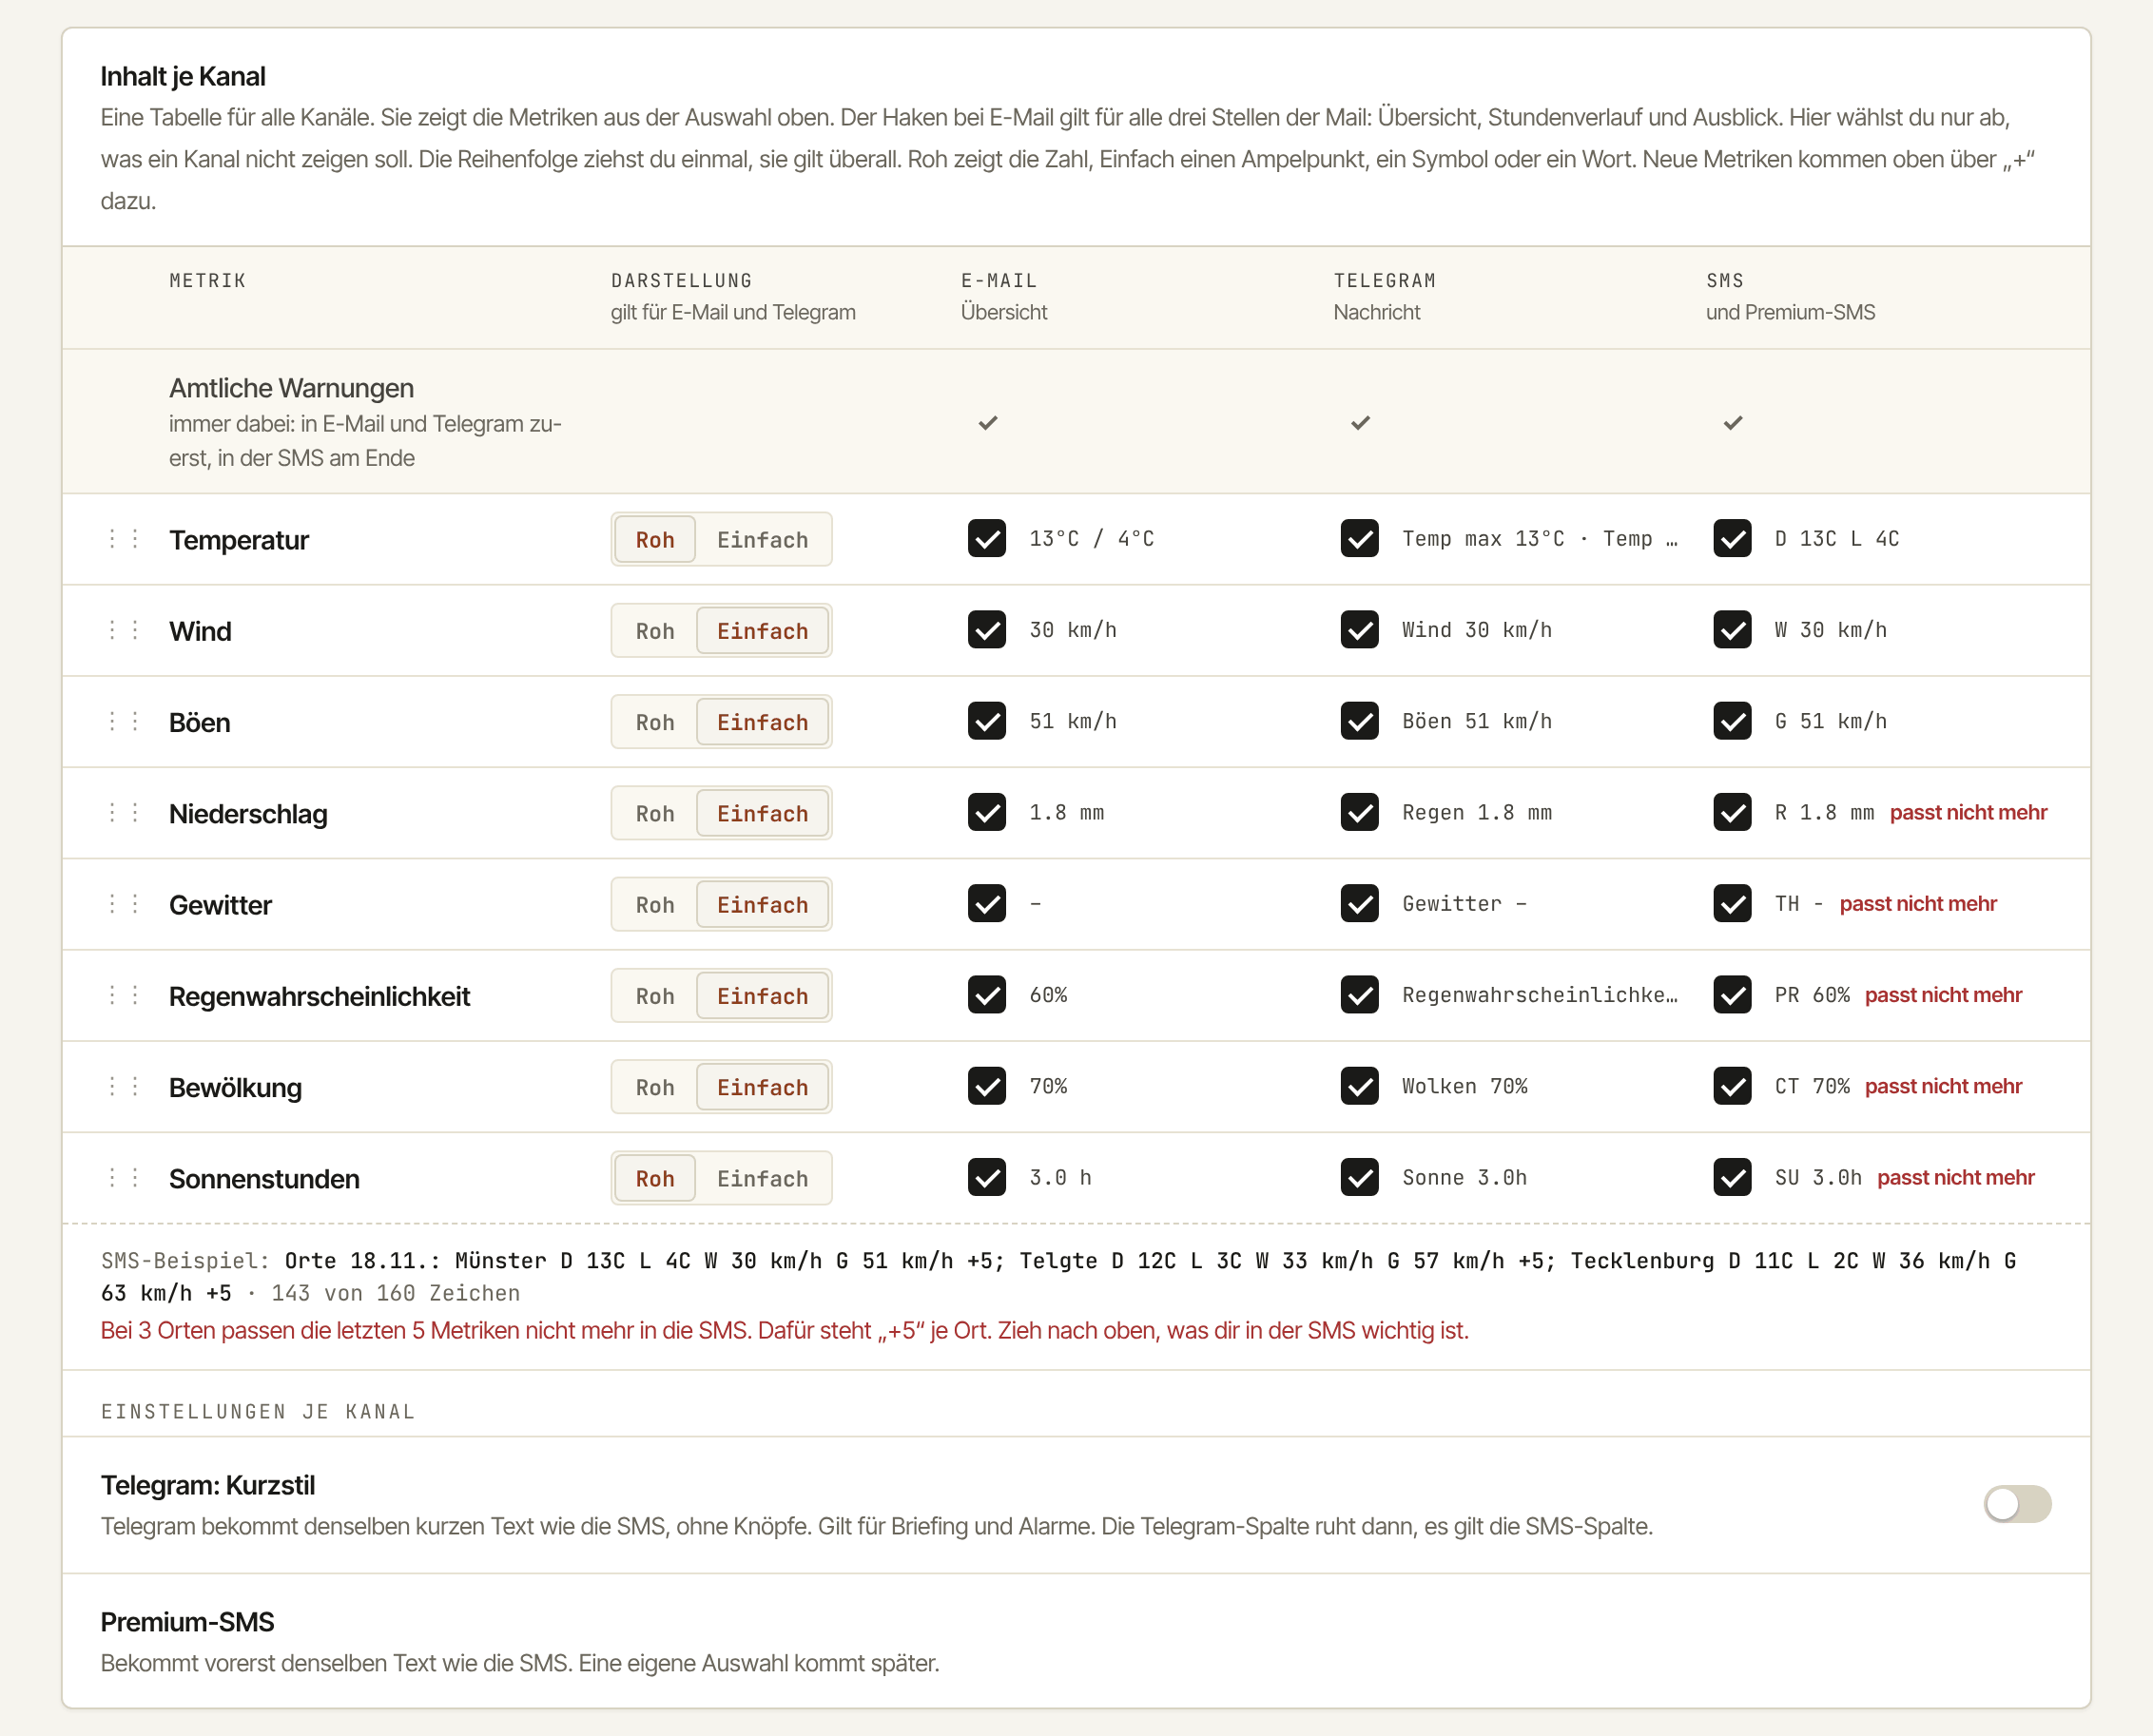 Inhalt je Kanal
Eine Tabelle für alle Kanäle. Sie zeigt die Metriken aus der Auswahl oben. Der Haken bei E-Mail gilt für alle drei Stellen der Mail: Übersicht, Stundenverlauf und Ausblick. Hier wählst du nur ab,
was ein Kanal nicht zeigen soll. Die Reihenfolge ziehst du einmal, sie gilt überall. Roh zeigt die Zahl, Einfach einen Ampelpunkt, ein Symbol oder ein Wort. Neue Metriken kommen oben über „+“
dazu.
METRIK DARSTELLUNG E-MAIL TELEGRAM SMS
gilt für E-Mail und Telegram Übersicht Nachricht und Premium-SMS
Amtliche Warnungen
immer dabei: in E-Mail und Telegram zu-
erst, in der SMS am Ende
Temperatur Roh Einfach 13°C / 4°C Temp max 13°C · Temp … D 13C L 4C
Wind Roh Einfach 30 km/h Wind 30 km/h W 30 km/h
Böen Roh Einfach 51 km/h Böen 51 km/h G 51 km/h
Niederschlag Roh Einfach 1.8 mm Regen 1.8 mm R 1.8 mm passt nicht mehr
Gewitter Roh Einfach – Gewitter – TH - passt nicht mehr
Regenwahrscheinlichkeit Roh Einfach 60% Regenwahrscheinlichke… PR 60% passt nicht mehr
Bewölkung Roh Einfach 70% Wolken 70% CT 70% passt nicht mehr
Sonnenstunden Roh Einfach 3.0 h Sonne 3.0h SU 3.0h passt nicht mehr
SMS-Beispiel: Orte 18.11.: Münster D 13C L 4C W 30 km/h G 51 km/h +5; Telgte D 12C L 3C W 33 km/h G 57 km/h +5; Tecklenburg D 11C L 2C W 36 km/h G
63 km/h +5 · 143 von 160 Zeichen
Bei 3 Orten passen die letzten 5 Metriken nicht mehr in die SMS. Dafür steht „+5“ je Ort. Zieh nach oben, was dir in der SMS wichtig ist.
EINSTELLUNGEN JE KANAL
Telegram: Kurzstil
Telegram bekommt denselben kurzen Text wie die SMS, ohne Knöpfe. Gilt für Briefing und Alarme. Die Telegram-Spalte ruht dann, es gilt die SMS-Spalte.
Premium-SMS
Bekommt vorerst denselben Text wie die SMS. Eine eigene Auswahl kommt später.